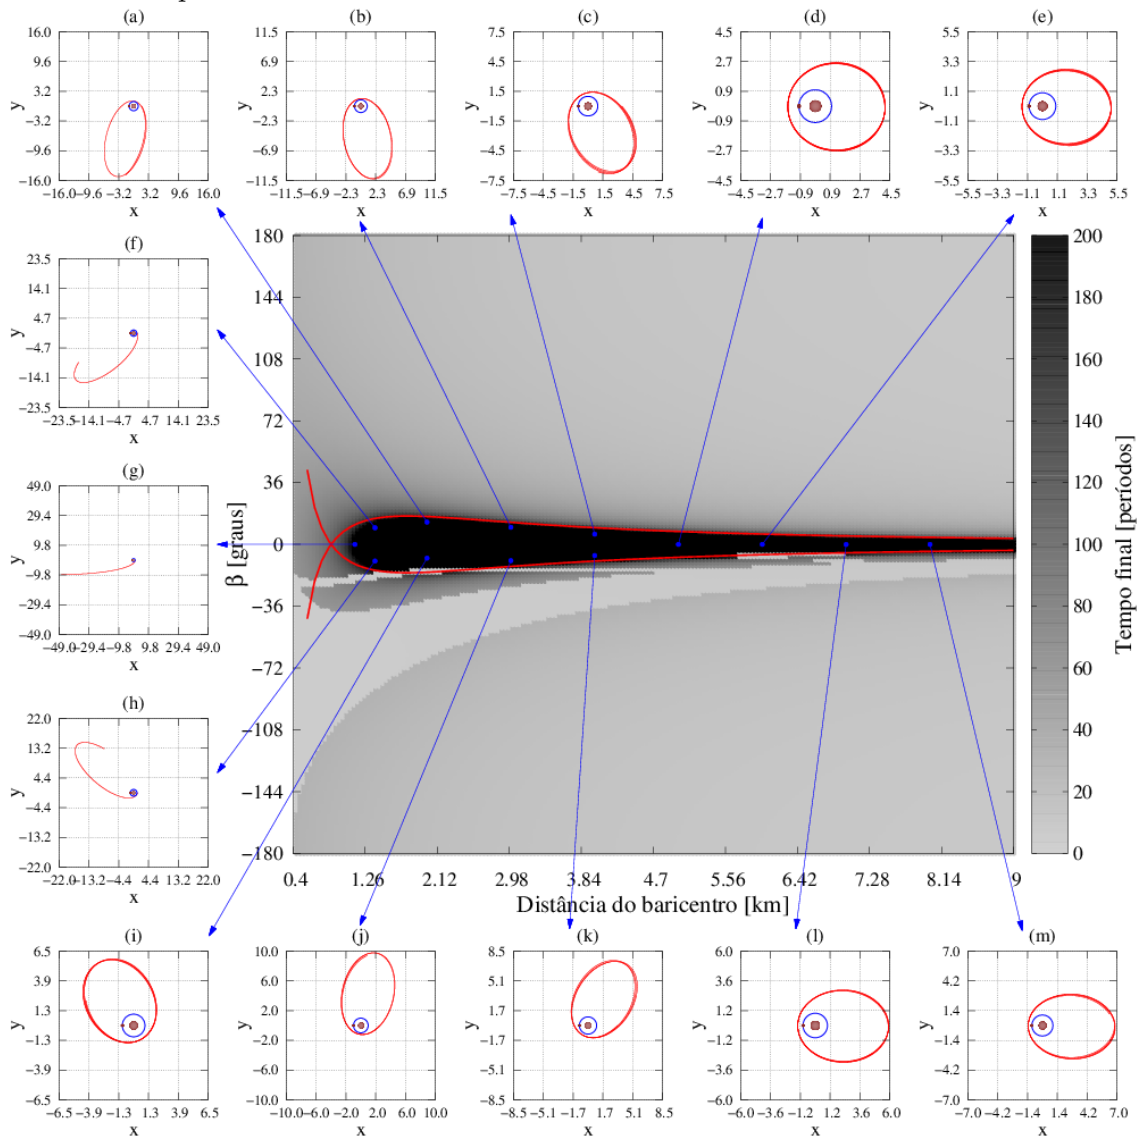 (a) (b) (c) (d) (e)
16.0 9.6 3.2 −3.2 −9.6 −16.0
y
−16.0 −9.6 −3.2 3.2 9.6 16.0
x
11.5 6.9 2.3 −2.3 −6.9 −11.5
y
−11.5 −6.9 −2.3 2.3 6.9 11.5
x
7.5 4.5 1.5 −1.5 −4.5 −7.5
y
−7.5 −4.5 −1.5 1.5 4.5 7.5
x
4.5 2.7 0.9 −0.9 −2.7 −4.5
y
−4.5 −2.7 −0.9 0.9 2.7 4.5
x
5.5 3.3 1.1 −1.1 −3.3 −5.5
y
−5.5 −3.3 −1.1 1.1 3.3 5.5
x
(f)
23.5 14.1 4.7 −4.7 −14.1 −23.5
y
−23.5 −14.1 −4.7 4.7 14.1 23.5
x
(g)
49.0 29.4 9.8 −9.8 −29.4 −49.0
y
−49.0 −29.4 −9.8 9.8 29.4 49.0
x
(h)
22.0 13.2 4.4 −4.4 −13.2 −22.0
y
−22.0 −13.2 −4.4 4.4 13.2 22.0
x
180 144 108 72 36 0 −36 −72 −108 −144 −180
β [graus]
0.4 1.26 2.12 2.98 3.84 4.7 5.56 6.42 7.28 8.14 9
Distância do baricentro [km]
200 180 160 140 120 100 80 60 40 20 0
Tempo final [períodos]
(i) (j) (k) (l) (m)
6.5 3.9 1.3 −1.3 −3.9 −6.5
y
−6.5 −3.9 −1.3 1.3 3.9 6.5
x
10.0 6.0 2.0 −2.0 −6.0 −10.0
y
−10.0 −6.0 −2.0 2.0 6.0 10.0
x
8.5 5.1 1.7 −1.7 −5.1 −8.5
y
−8.5 −5.1 −1.7 1.7 5.1 8.5
x
6.0 3.6 1.2 −1.2 −3.6 −6.0
y
−6.0 −3.6 −1.2 1.2 3.6 6.0
x
7.0 4.2 1.4 −1.4 −4.2 −7.0
y
−7.0 −4.2 −1.4 1.4 4.2 7.0
x